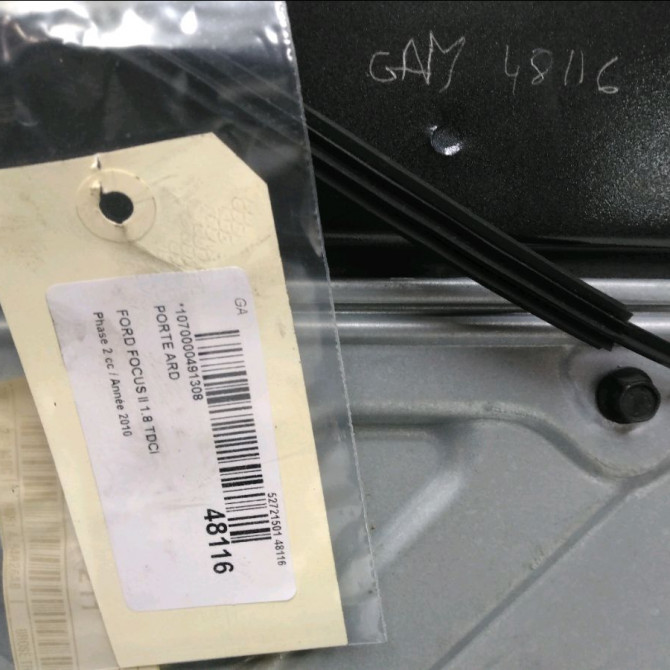 GAM 48116
GA
*1070000491308
PORTE ARD
FORD FOCUS II 1.8 TDCI
Phase 2 cc / Année 2010
52721501 48116
48116